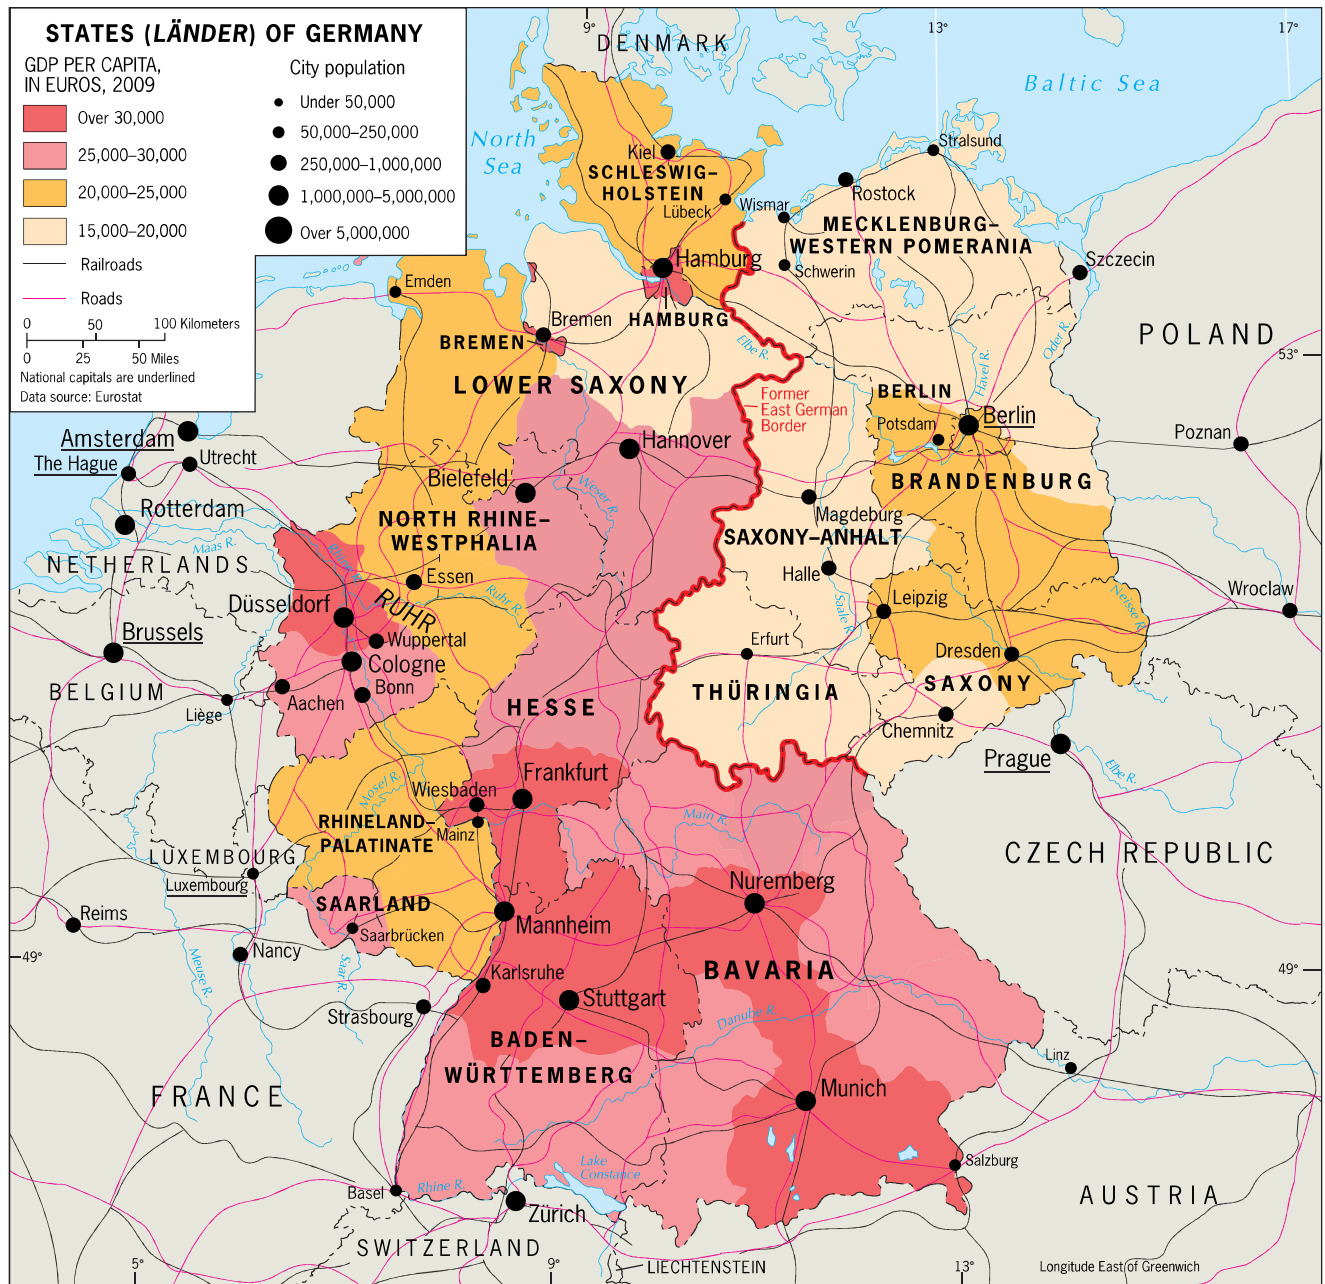 STATES (LÄNDER) OF GERMANY
GDP PER CAPITA,
IN EUROS, 2009
Over 30,000
25,000–30,000
20,000–25,000
15,000–20,000
Railroads
Roads
City population
Under 50,000
50,000–250,000
250,000–1,000,000
1,000,000–5,000,000
Over 5,000,000
0 50 100 Kilometers
0 25 50 Miles
National capitals are underlined
Data source: Eurostat
9°
13°
17°
DENMARK
Baltic Sea
North
Sea
Kiel
SCHLESWIG–
HOLSTEIN
Lübeck
Wismar
Stralsund
Rostock
MECKLENBURG–
WESTERN POMERANIA
Schwerin
Szczecin
Hamburg
HAMBURG
Emden
Bremen
BREMEN
LOWER SAXONY
Elbe R.
Former
East German
Border
Havel R.
Oder R.
POLAND
53°
BERLIN
Berlin
Potsdam
BRANDENBURG
Poznan
Amsterdam
The Hague
Utrecht
Rotterdam
Maas R.
NETHERLANDS
Hannover
Bielefeld
Weser R.
NORTH RHINE–
WESTPHALIA
Magdeburg
SAXONY–ANHALT
Halle
Saale R.
Rhine R.
Essen
RUHR
Ruhr R.
Düsseldorf
Wuppertal
Cologne
Bonn
Aachen
Leipzig
Neisse R.
Wroclaw
Erfurt
Dresden
THÜRINGIA
SAXONY
Chemnitz
Brussels
BELGIUM
Liège
HESSE
Prague
Elbe R.
Frankfurt
Wiesbaden
Mosel R.
Mainz
RHINELAND–
PALATINATE
Main R.
LUXEMBOURG
Luxembourg
CZECH REPUBLIC
Nuremberg
SAARLAND
Saarbrücken
Mannheim
Reims
Nancy
49°
Meuse R.
Saar R.
Karlsruhe
BAVARIA
49°
Strasbourg
Stuttgart
Danube R.
BADEN–
WÜRTTEMBERG
Linz
FRANCE
Munich
Lake
Constance
Salzburg
Basel
Rhine R.
Zürich
AUSTRIA
SWITZERLAND
LIECHTENSTEIN
5°
9°
13°
Longitude East of Greenwich